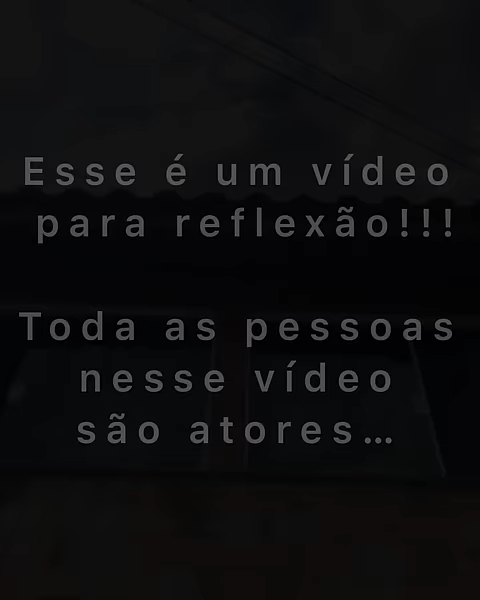 Esse é um vídeo
para reflexão!!!
Toda as pessoas
nesse vídeo
são atores...